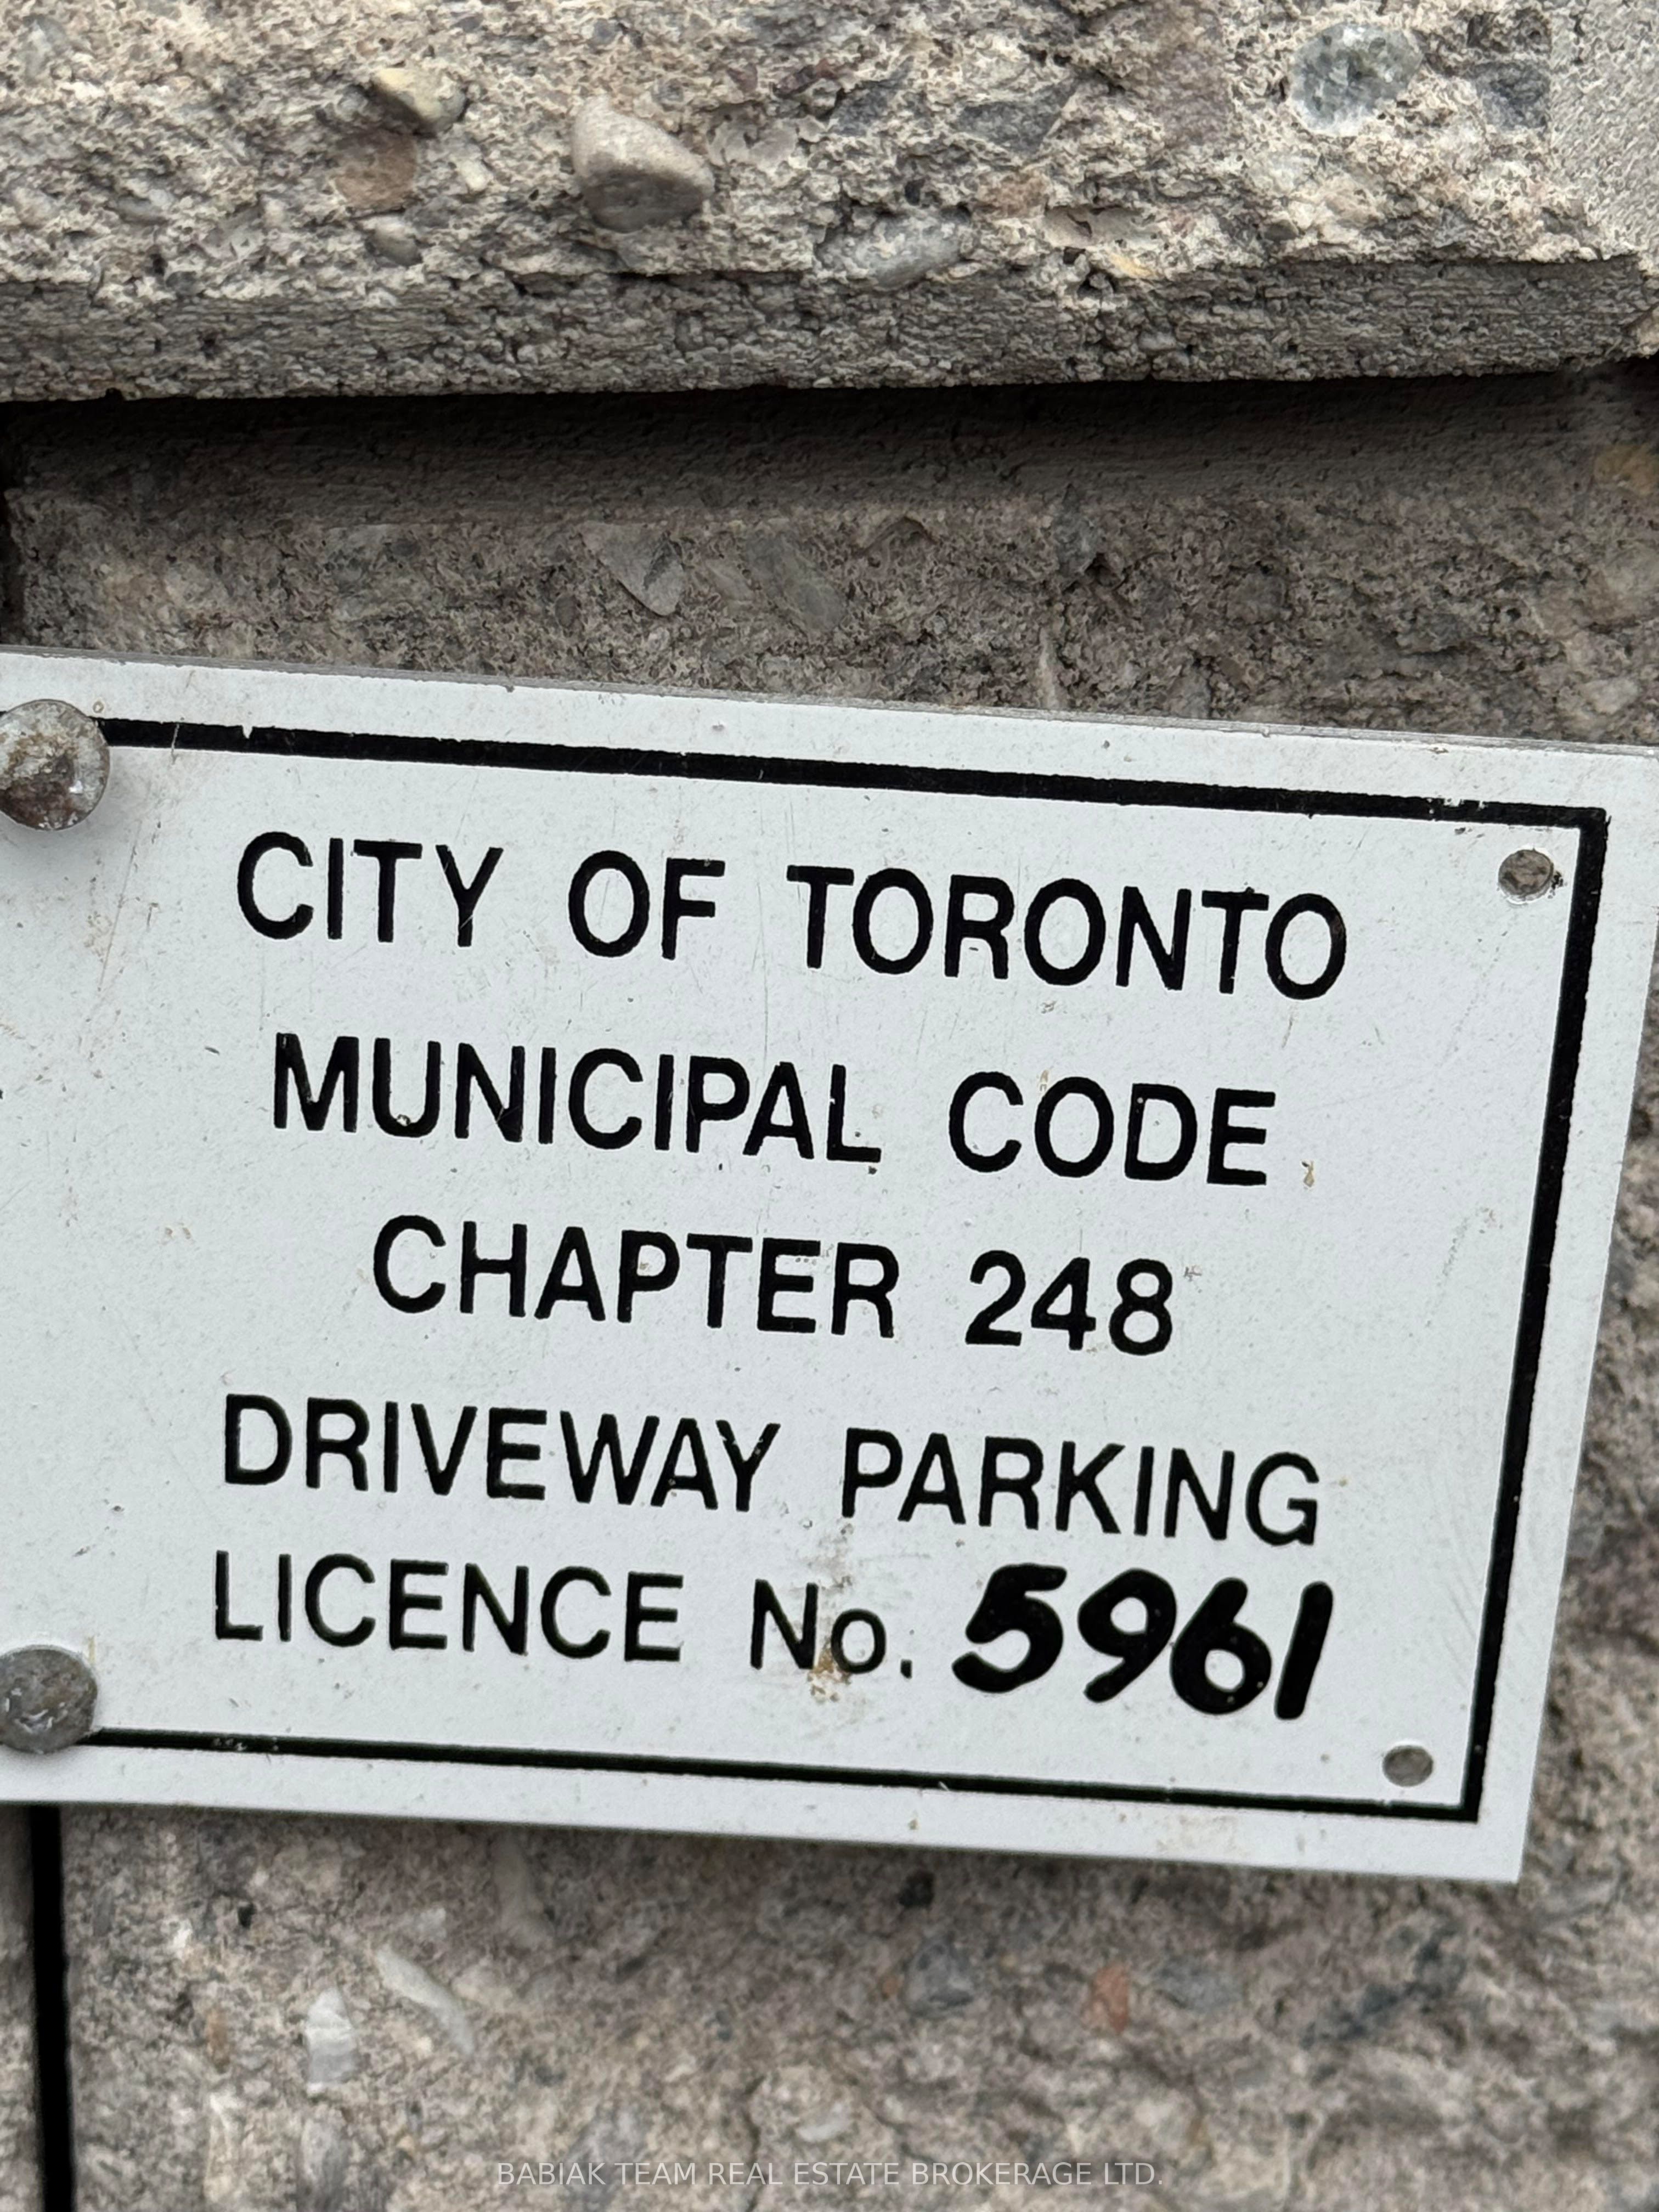 CITY OF TORONTO
MUNICIPAL CODE
CHAPTER 248
DRIVEWAY PARKING
LICENCE No. 5961
BABIAK TEAM REAL ESTATE BROKERAGE LTD.